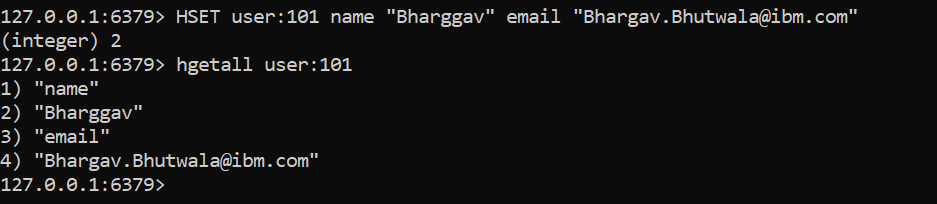 127.0.0.1:6379> HSET user:101 name "Bharggav" email "Bhargav.Bhutwala@ibm.com"
(integer) 2
127.0.0.1:6379> hgetall user:101
1) "name"
2) "Bharggav"
3) "email"
4) "Bhargav.Bhutwala@ibm.com"
127.0.0.1:6379>